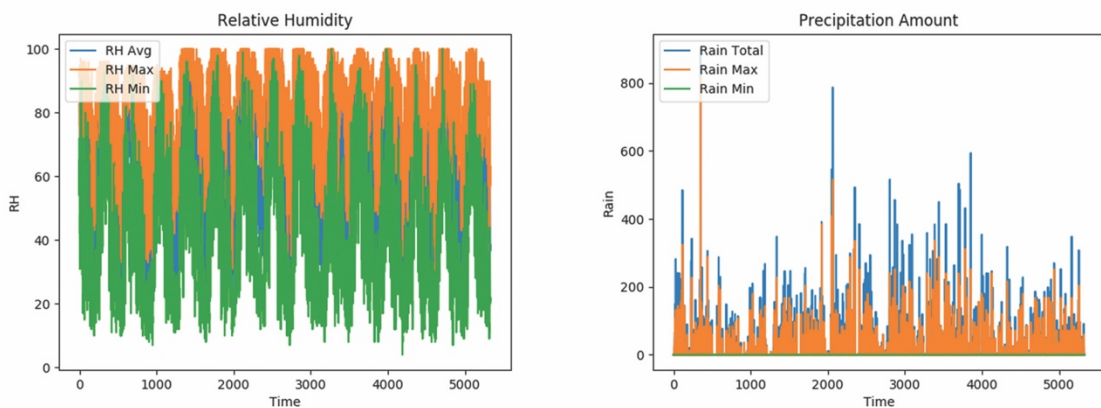 Relative Humidity
RH Avg
RH Max
RH Min
100
80
60
40
20
0
RH
0 1000 2000 3000 4000 5000
Time
Precipitation Amount
Rain Total
Rain Max
Rain Min
800
600
400
200
0
Rain
0 1000 2000 3000 4000 5000
Time